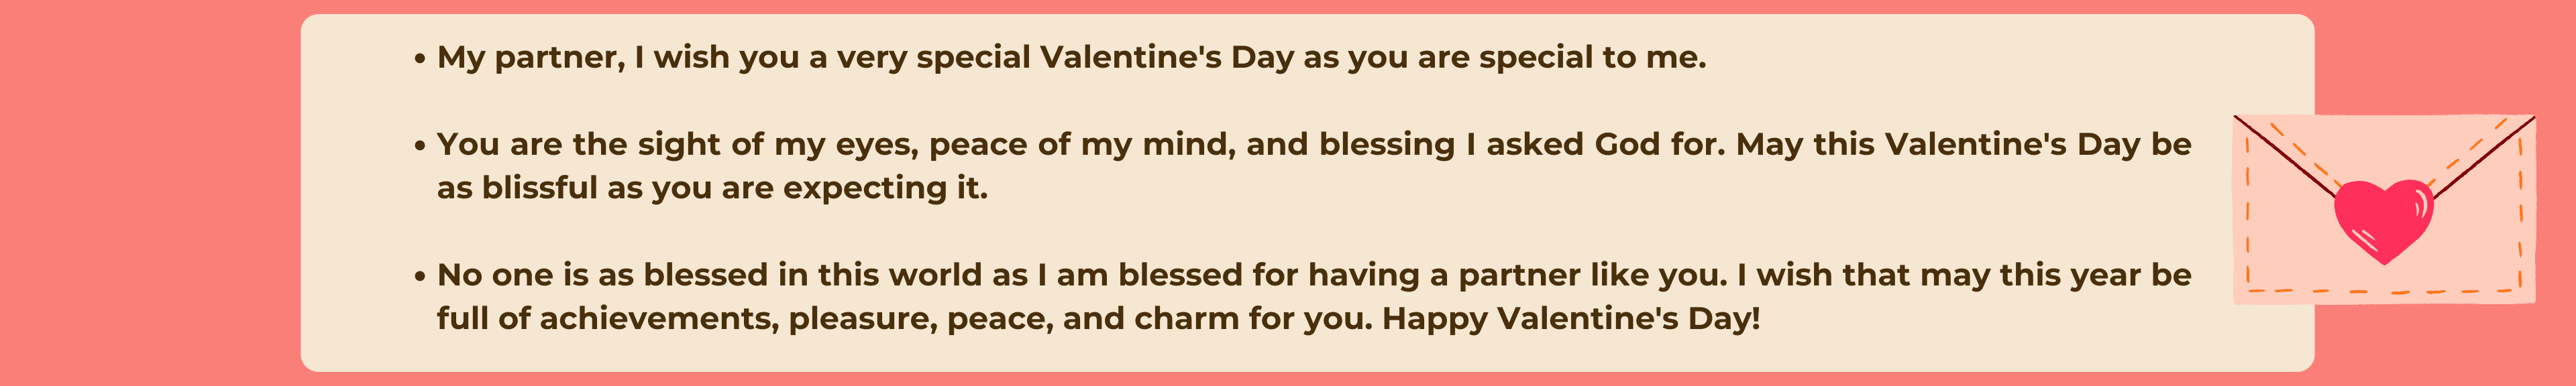 • My partner, I wish you a very special Valentine's Day as you are special to me.
• You are the sight of my eyes, peace of my mind, and blessing I asked God for. May this Valentine's Day be
as blissful as you are expecting it.
• No one is as blessed in this world as I am blessed for having a partner like you. I wish that may this year be
full of achievements, pleasure, peace, and charm for you. Happy Valentine's Day!